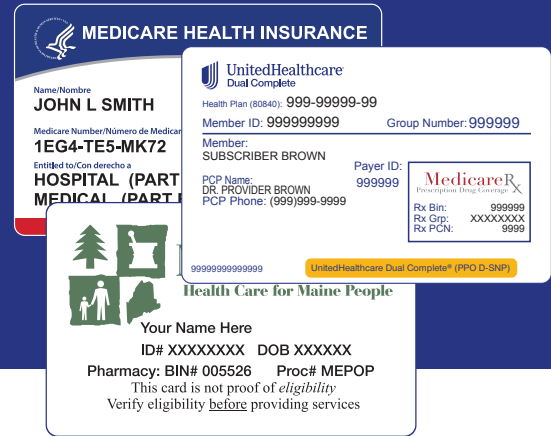 MEDICARE HEALTH INSURANCE
Name/Nombre
JOHN L SMITH
Medicare Number/Número de Medicar
1EG4-TE5-MK72
Entitled to/Con derecho a
HOSPITAL (PART
MEDICAL (PART
UnitedHealthcare
Dual Complete
Health Plan (80840): 999-99999-99
Member ID: 999999999 Group Number: 999999
Member:
SUBSCRIBER BROWN
Payer ID:
999999
PCP Name:
DR. PROVIDER BROWN
PCP Phone: (999)999-9999
MedicareRx
Prescription Drug Coverage
Rx Bin: 999999
Rx Grp: XXXXXXXX
Rx PCN: 9999
99999999999999
UnitedHealthcare Dual Complete® (PPO D-SNP)
Health Care for Maine People
Your Name Here
ID# XXXXXXXX DOB XXXXXX
Pharmacy: BIN# 005526 Proc# MEPOP
This card is not proof of eligibility
Verify eligibility before providing services